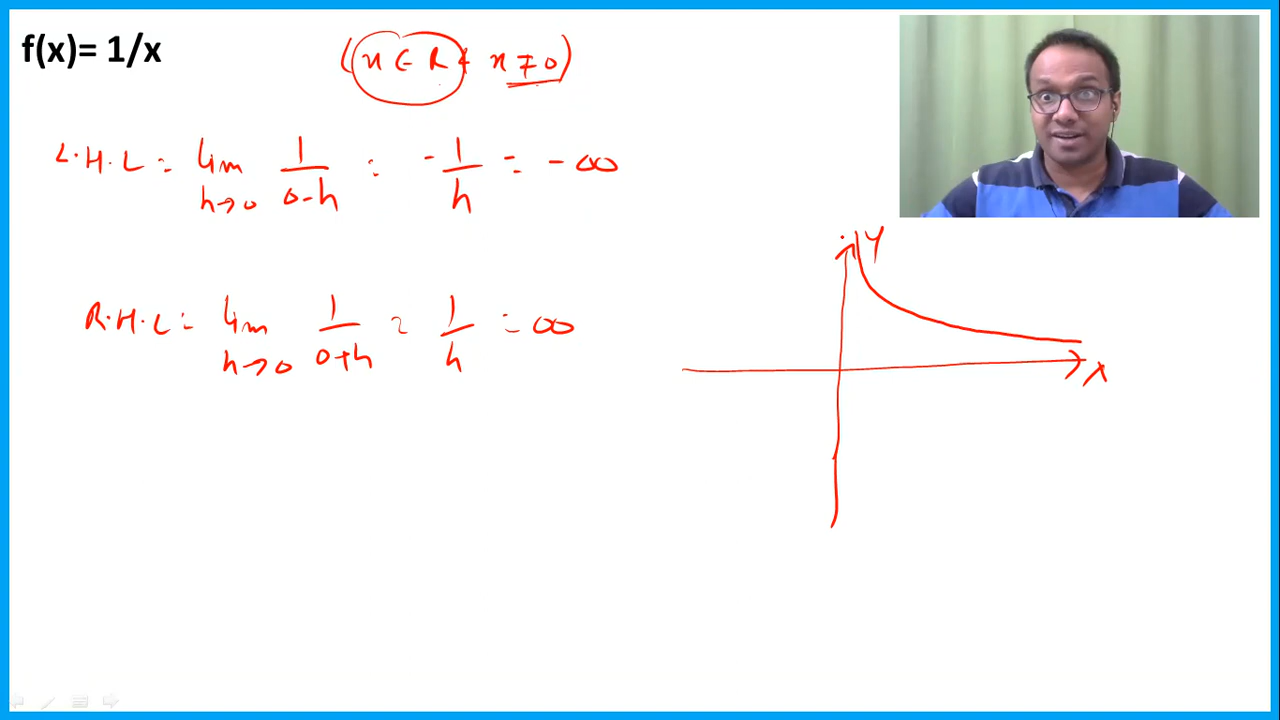 f(x)= 1/x
(x ∈ R & x ≠ 0)
L.H.L = lim h→0 1/(0-h) = -1/h = -∞
R.H.L = lim h→0 1/(0+h) = 1/h = ∞
Y
X